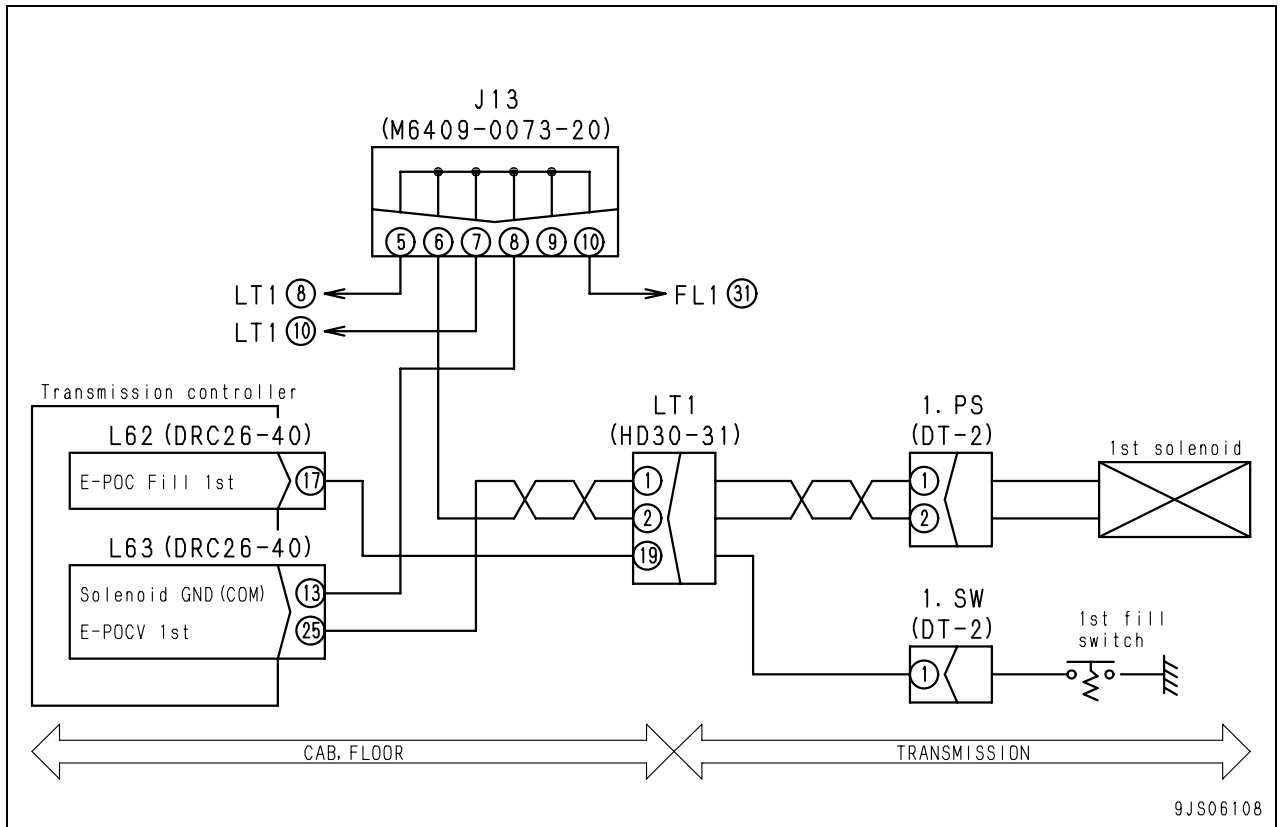 J13
(M6409-0073-20)
5 6 7 8 9 10
LT1 8
FL1 31
LT1 10
Transmission controller
L62 (DRC26-40)
E-POC Fill 1st
17
L63 (DRC26-40)
Solenoid GND (COM)
13
E-POCV 1st
25
LT1
(HD30-31)
1
2
19
1. PS
(DT-2)
1
2
1st solenoid
1. SW
(DT-2)
1
1st fill
switch
CAB, FLOOR
TRANSMISSION
9JS06108